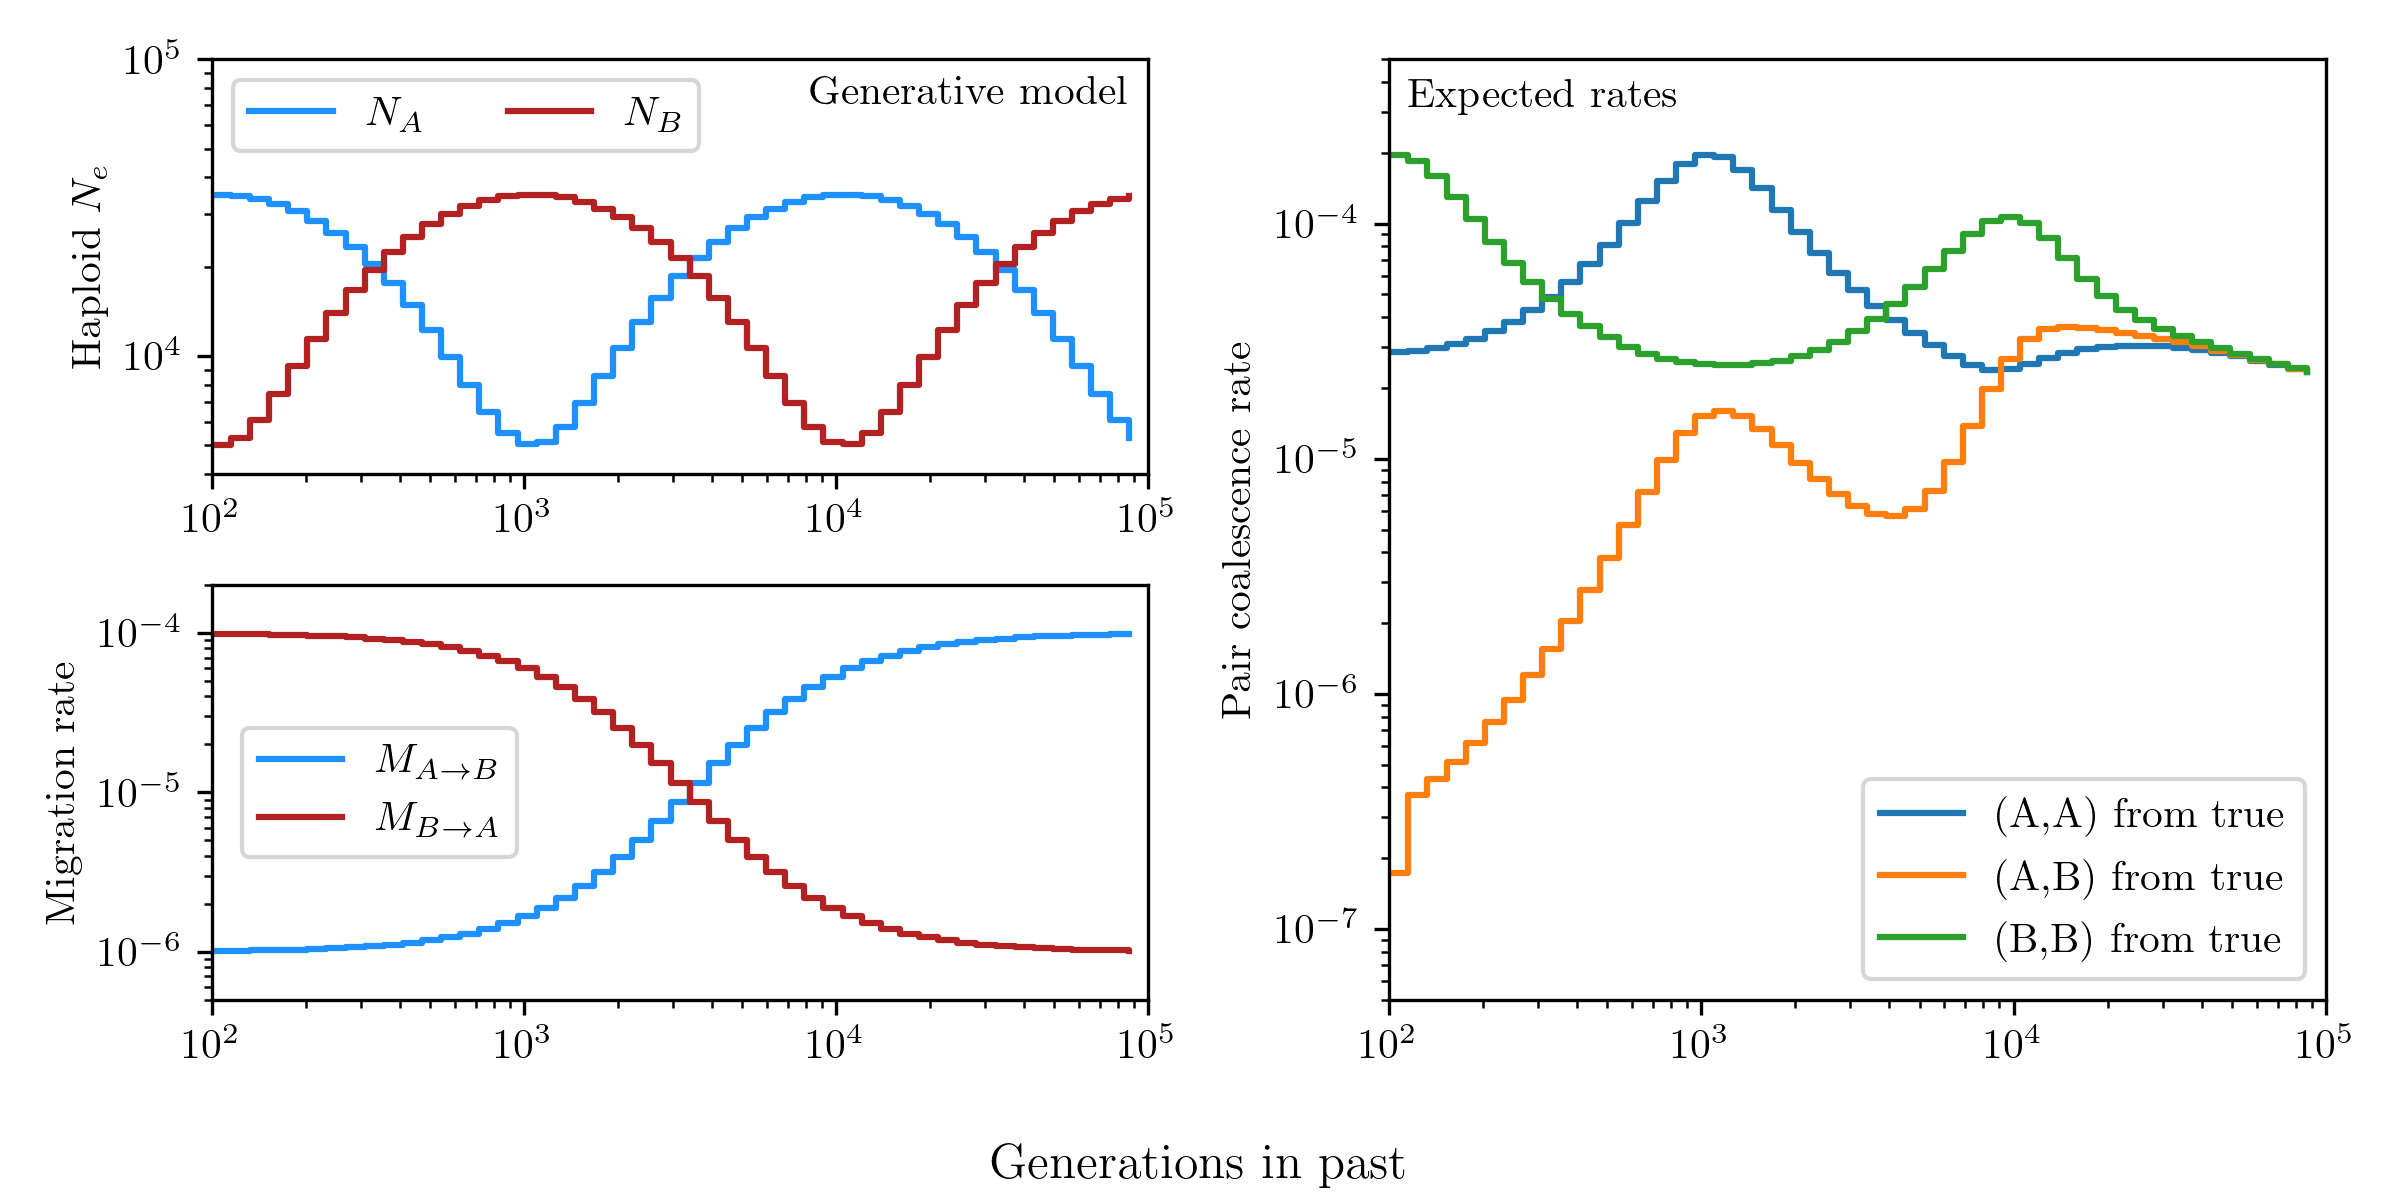 Generative model
N_A
N_B
Haploid N_e
10^5
10^4
10^2
10^3
10^4
10^5
Migration rate
10^-4
10^-5
10^-6
M_A→B
M_B→A
10^2
10^3
10^4
10^5
Expected rates
Pair coalescence rate
10^-4
10^-5
10^-6
10^-7
(A,A) from true
(A,B) from true
(B,B) from true
10^2
10^3
10^4
10^5
Generations in past